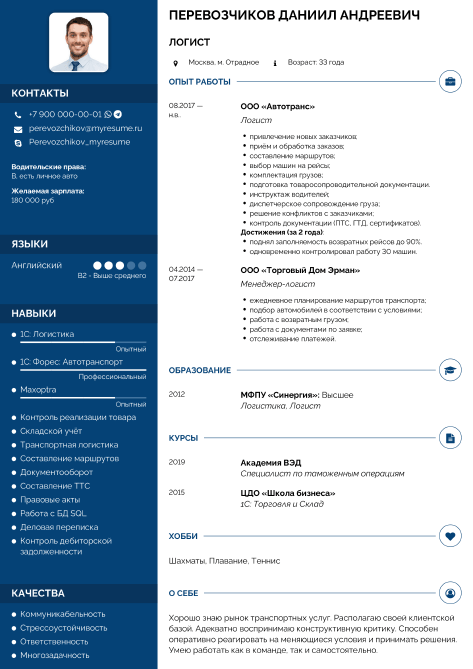 ПЕРЕВОЗЧИКОВ ДАНИИЛ АНДРЕЕВИЧ
ЛОГИСТ
Москва, м. Отрадное
Возраст: 33 года
КОНТАКТЫ
+7 900 000-00-01
perevozchikov@myresume.ru
Perevozchikov_myresume
Водительские права:
B, есть личное авто
Желаемая зарплата:
180 000 руб
ЯЗЫКИ
Английский
B2 - Выше среднего
НАВЫКИ
1С: Логистика
Опытный
1С: Форес: Автотранспорт
Профессиональный
Maxoptra
Опытный
Контроль реализации товара
Складской учёт
Транспортная логистика
Составление маршрутов
Документооборот
Составление ТТС
Правовые акты
Работа с БД SQL
Деловая переписка
Контроль дебиторской
задолженности
КАЧЕСТВА
Коммуникабельность
Стрессоустойчивость
Ответственность
Многозадачность
ОПЫТ РАБОТЫ
08.2017 —
н.в.
ООО «Автотранс»
Логист
привлечение новых заказчиков;
приём и обработка заказов;
составление маршрутов;
выбор машин на рейсы;
комплектация грузов;
подготовка товаросопроводительной документации.
инструктаж водителей;
диспетчерское сопровождение груза;
решение конфликтов с заказчиками;
контроль документации (ПТС, ГТД, сертификатов).
Достижения (за 2 года):
поднял заполняемость возвратных рейсов до 90%.
одновременно контролировал работу 30 машин.
04.2014 —
07.2017
ООО «Торговый Дом Эрман»
Менеджер-логист
ежедневное планирование маршрутов транспорта;
подбор автомобилей в соответствии с условиями;
работа с возвратным грузом;
работа с документами по заявке;
отслеживание платежей.
ОБРАЗОВАНИЕ
2012
МФПУ «Синергия»: Высшее
Логистика, Логист
КУРСЫ
2019
Академия ВЭД
Специалист по таможенным операциям
2015
ЦДО «Школа бизнеса»
1С: Торговля и Склад
ХОББИ
Шахматы, Плавание, Теннис
О СЕБЕ
Хорошо знаю рынок транспортных услуг. Располагаю своей клиентской
базой. Адекватно воспринимаю конструктивную критику. Способен
оперативно реагировать на меняющиеся условия и принимать решения.
Умею работать как в команде, так и самостоятельно.